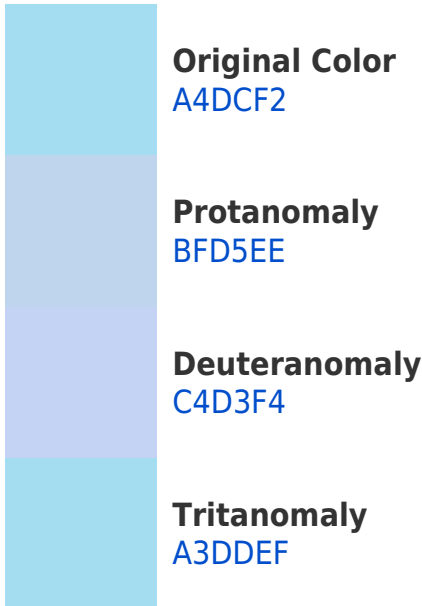 Original Color
A4DCF2
Protanomaly
BFD5EE
Deuteranomaly
C4D3F4
Tritanomaly
A3DDEF